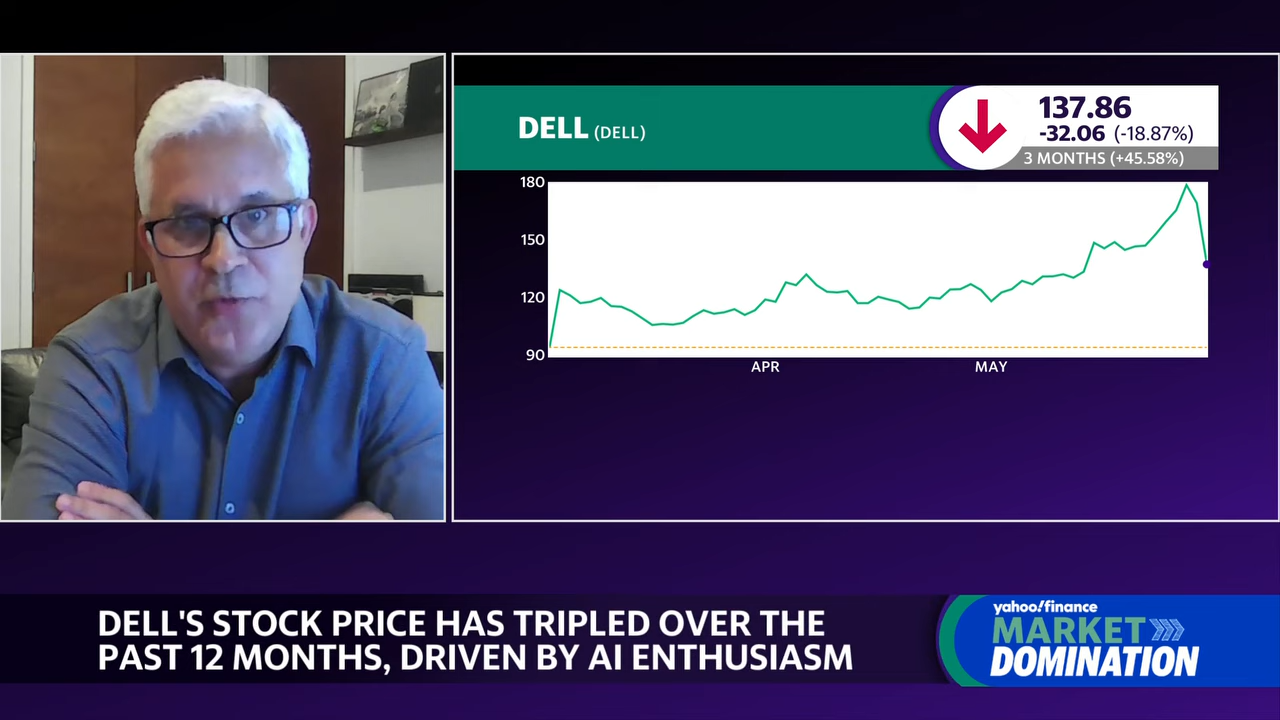 DELL (DELL)
137.86
-32.06 (-18.87%)
3 MONTHS (+45.58%)
180
150
120
90
APR
MAY
DELL'S STOCK PRICE HAS TRIPLED OVER THE
PAST 12 MONTHS, DRIVEN BY AI ENTHUSIASM
yahoo!finance
MARKET
DOMINATION